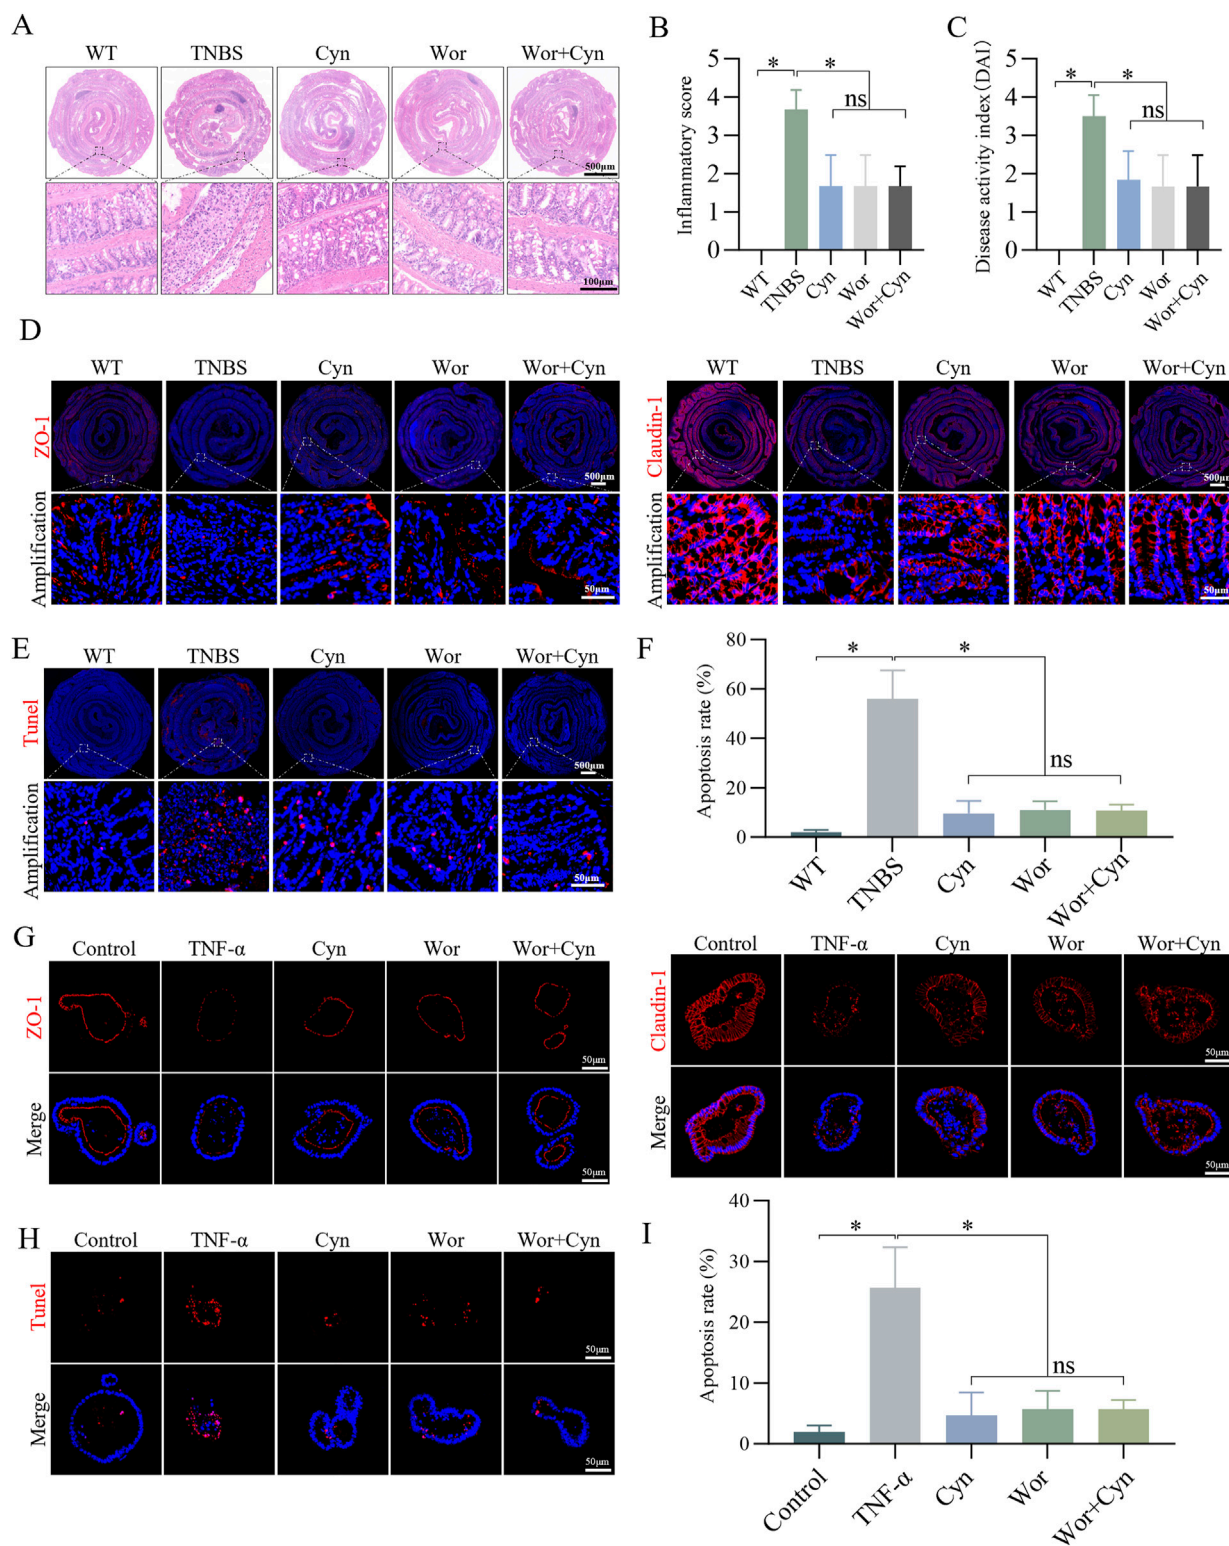 A
WT TNBS Cyn Wor Wor+Cyn
500μm
100μm
B
Inflammatory score
5
4
3
2
1
0
* *
ns
WT TNBS Cyn Wor Wor+Cyn
C
Disease activity index（DAI）
5
4
3
2
1
0
* *
ns
WT TNBS Cyn Wor Wor+Cyn
D
WT TNBS Cyn Wor Wor+Cyn
ZO-1
500μm
Amplification
50μm
WT TNBS Cyn Wor Wor+Cyn
Claudin-1
500μm
Amplification
50μm
E
WT TNBS Cyn Wor Wor+Cyn
Tunel
500μm
Amplification
50μm
F
Apoptosis rate (%)
80
60
40
20
0
* *
ns
WT TNBS Cyn Wor Wor+Cyn
G
Control TNF-α Cyn Wor Wor+Cyn
ZO-1
50μm
Merge
50μm
Control TNF-α Cyn Wor Wor+Cyn
Claudin-1
50μm
Merge
50μm
H
Control TNF-α Cyn Wor Wor+Cyn
Tunel
50μm
Merge
50μm
I
Apoptosis rate (%)
40
30
20
10
0
* *
ns
Control TNF-α Cyn Wor Wor+Cyn